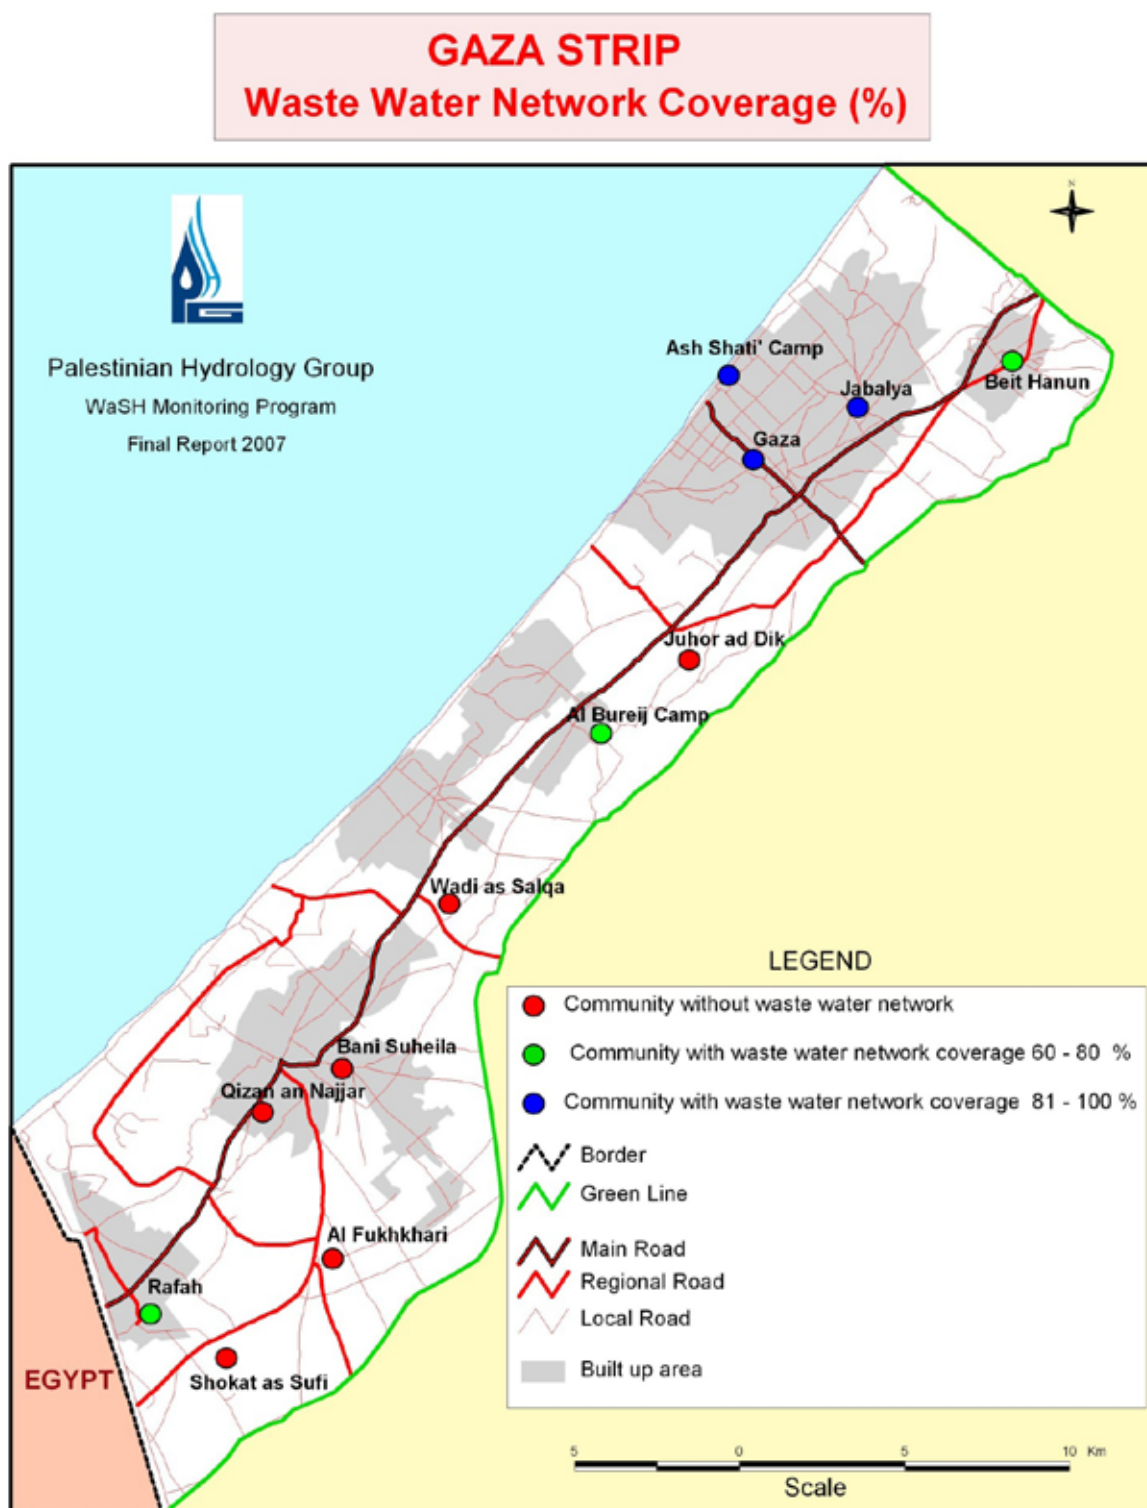 GAZA STRIP
Waste Water Network Coverage (%)
N
PHG
Palestinian Hydrology Group
WaSH Monitoring Program
Final Report 2007
Ash Shati' Camp
Jabalya
Beit Hanun
Gaza
Juhor ad Dik
Al Bureij Camp
Wadi as Salqa
Bani Suheila
Qizan an Najjar
Al Fukhkhari
Rafah
Shokat as Sufi
EGYPT
LEGEND
Community without waste water network
Community with waste water network coverage 60 - 80 %
Community with waste water network coverage 81 - 100 %
Border
Green Line
Main Road
Regional Road
Local Road
Built up area
5 0 5 10 Km
Scale